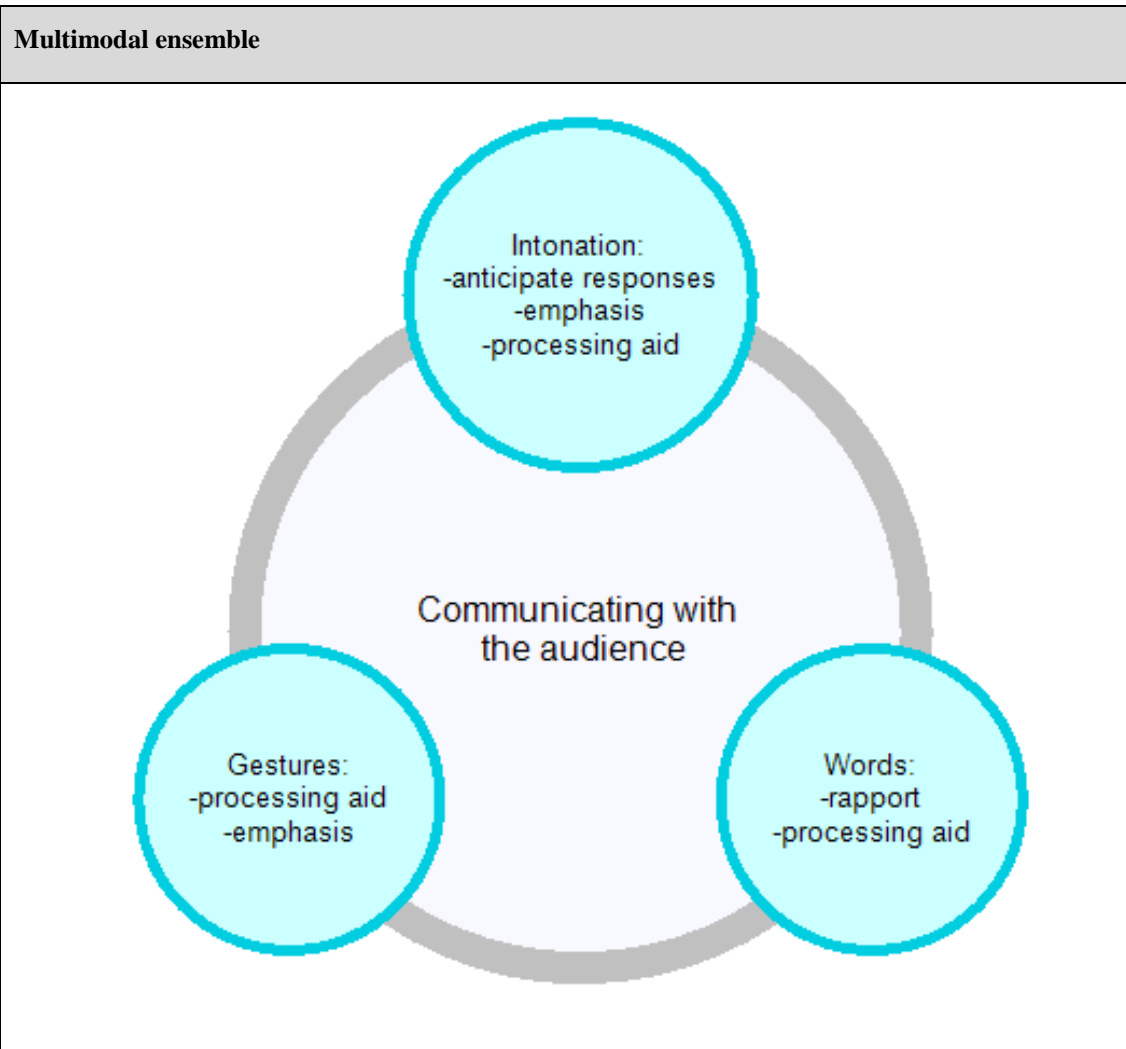 Multimodal ensemble
Intonation:
-anticipate responses
-emphasis
-processing aid
Communicating with
the audience
Gestures:
-processing aid
-emphasis
Words:
-rapport
-processing aid